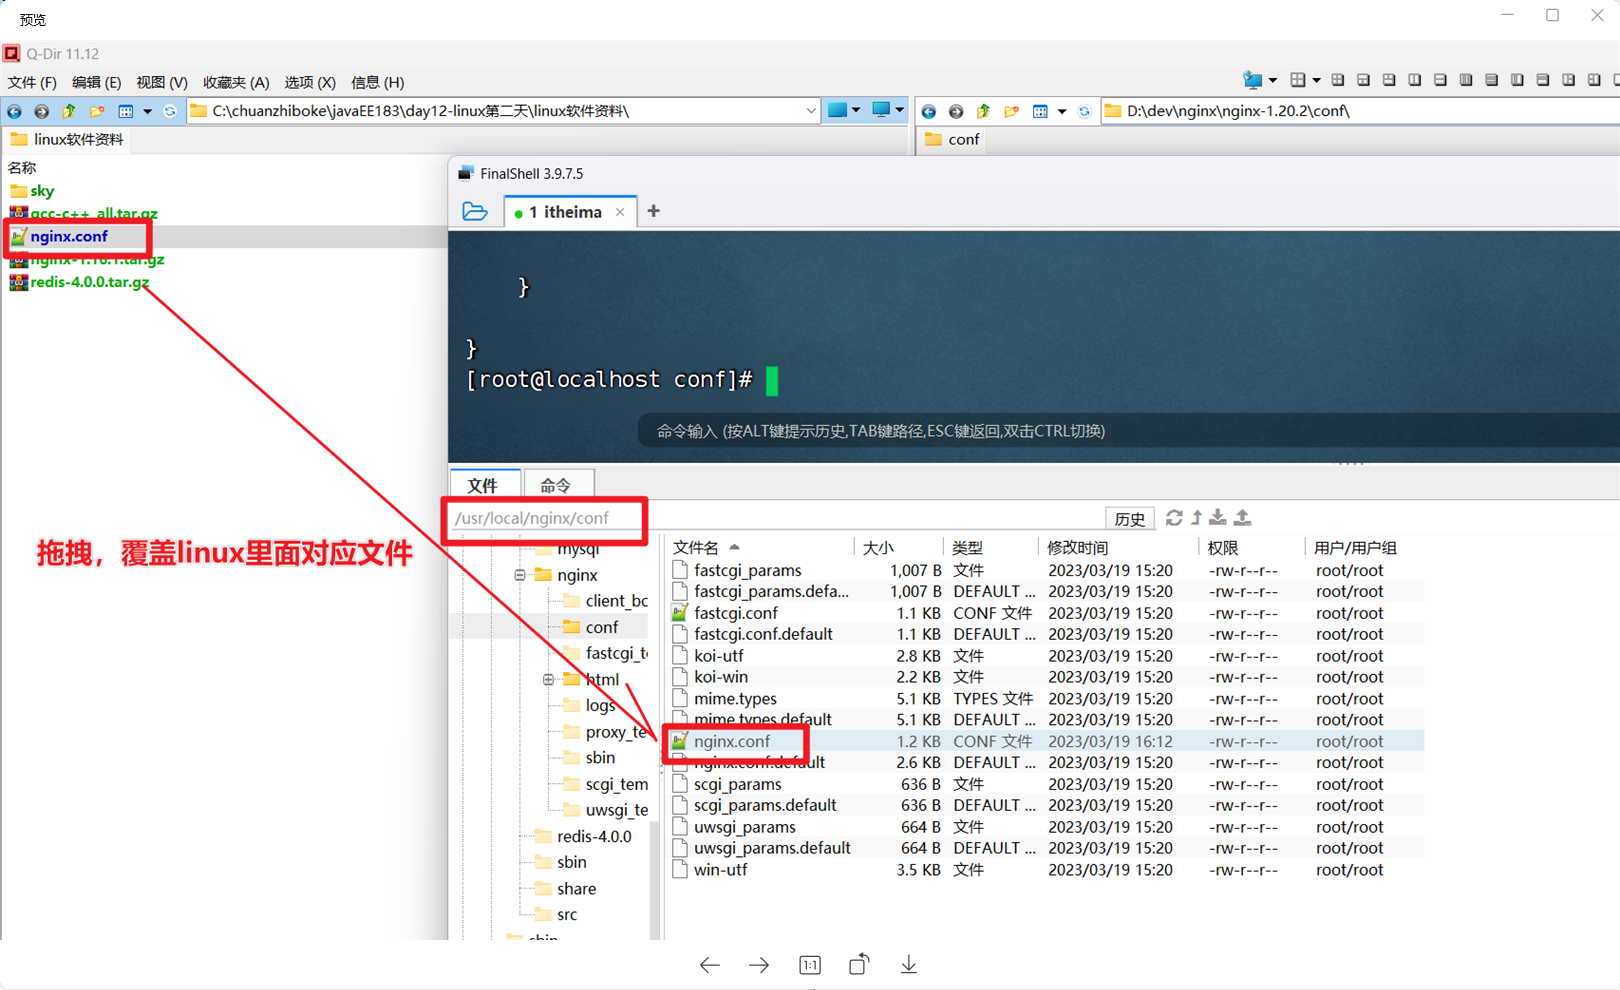 预览
Q-Dir 11.12
文件 (F) 编辑 (E) 视图 (V) 收藏夹 (A) 选项 (X) 信息 (H)
C:\chuanzhiboke\javaEE183\day12-linux第二天\linux软件资料\
D:\dev\nginx\nginx-1.20.2\conf\
linux软件资料
conf
名称
sky
gcc-c++_all.tar.gz
nginx.conf
nginx-1.16.1.tar.gz
redis-4.0.0.tar.gz
拖拽，覆盖linux里面对应文件
FinalShell 3.9.7.5
1 itheima
}
}
[root@localhost conf]#
命令输入 (按ALT键提示历史,TAB键路径,ESC键返回,双击CTRL切换)
文件 命令
/usr/local/nginx/conf
历史
mysql
nginx
client_bo
conf
fastcgi_te
html
logs
proxy_te
sbin
scgi_tem
uwsgi_te
redis-4.0.0
sbin
share
src
sbin
文件名 大小 类型 修改时间 权限 用户/用户组
fastcgi_params 1,007 B 文件 2023/03/19 15:20 -rw-r--r-- root/root
fastcgi_params.defa... 1,007 B DEFAULT ... 2023/03/19 15:20 -rw-r--r-- root/root
fastcgi.conf 1.1 KB CONF 文件 2023/03/19 15:20 -rw-r--r-- root/root
fastcgi.conf.default 1.1 KB DEFAULT ... 2023/03/19 15:20 -rw-r--r-- root/root
koi-utf 2.8 KB 文件 2023/03/19 15:20 -rw-r--r-- root/root
koi-win 2.2 KB 文件 2023/03/19 15:20 -rw-r--r-- root/root
mime.types 5.1 KB TYPES 文件 2023/03/19 15:20 -rw-r--r-- root/root
mime.types.default 5.1 KB DEFAULT ... 2023/03/19 15:20 -rw-r--r-- root/root
nginx.conf 1.2 KB CONF 文件 2023/03/19 16:12 -rw-r--r-- root/root
nginx.conf.default 2.6 KB DEFAULT ... 2023/03/19 15:20 -rw-r--r-- root/root
scgi_params 636 B 文件 2023/03/19 15:20 -rw-r--r-- root/root
scgi_params.default 636 B DEFAULT ... 2023/03/19 15:20 -rw-r--r-- root/root
uwsgi_params 664 B 文件 2023/03/19 15:20 -rw-r--r-- root/root
uwsgi_params.default 664 B DEFAULT ... 2023/03/19 15:20 -rw-r--r-- root/root
win-utf 3.5 KB 文件 2023/03/19 15:20 -rw-r--r-- root/root
1:1